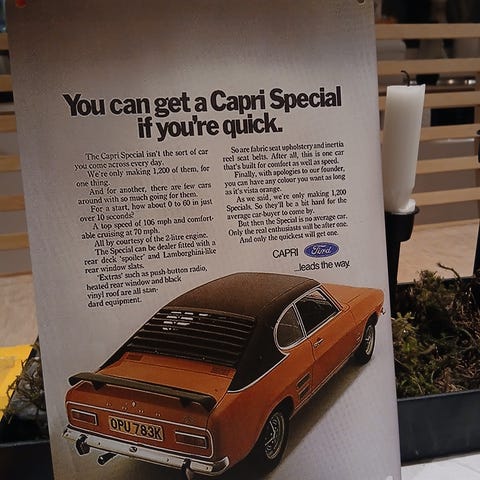 You can get a Capri Special
if you're quick.
The Capri Special isn't the sort of car
you come across every day.
We're only making 1,200 of them, for
one thing.
And for another, there are few cars
around with so much going for them.
For a start, how about 0 to 60 in just
over 10 seconds?
A top speed of 106 mph and comfort-
able cruising at 70 mph.
All by courtesy of the 2-litre engine.
The Special can be dealer fitted with a
rear deck 'spoiler' and Lamborghini-like
rear window slats.
'Extras' such as push-button radio,
heated rear window and black
vinyl roof are all stan-
dard equipment.
So are fabric seat upholstery and inertia
reel seat belts. After all, this is one car
that's built for comfort as well as speed.
Finally, with apologies to our founder,
you can have any colour you want as long
as it's vista orange.
As we said, we're only making 1,200
Specials. So they'll be a bit hard for the
average car-buyer to come by.
But then the Special is no average car.
Only the real enthusiasts will be after one.
And only the quickest will get one.
CAPRI Ford
...leads the way.
FORD
OPU 783K